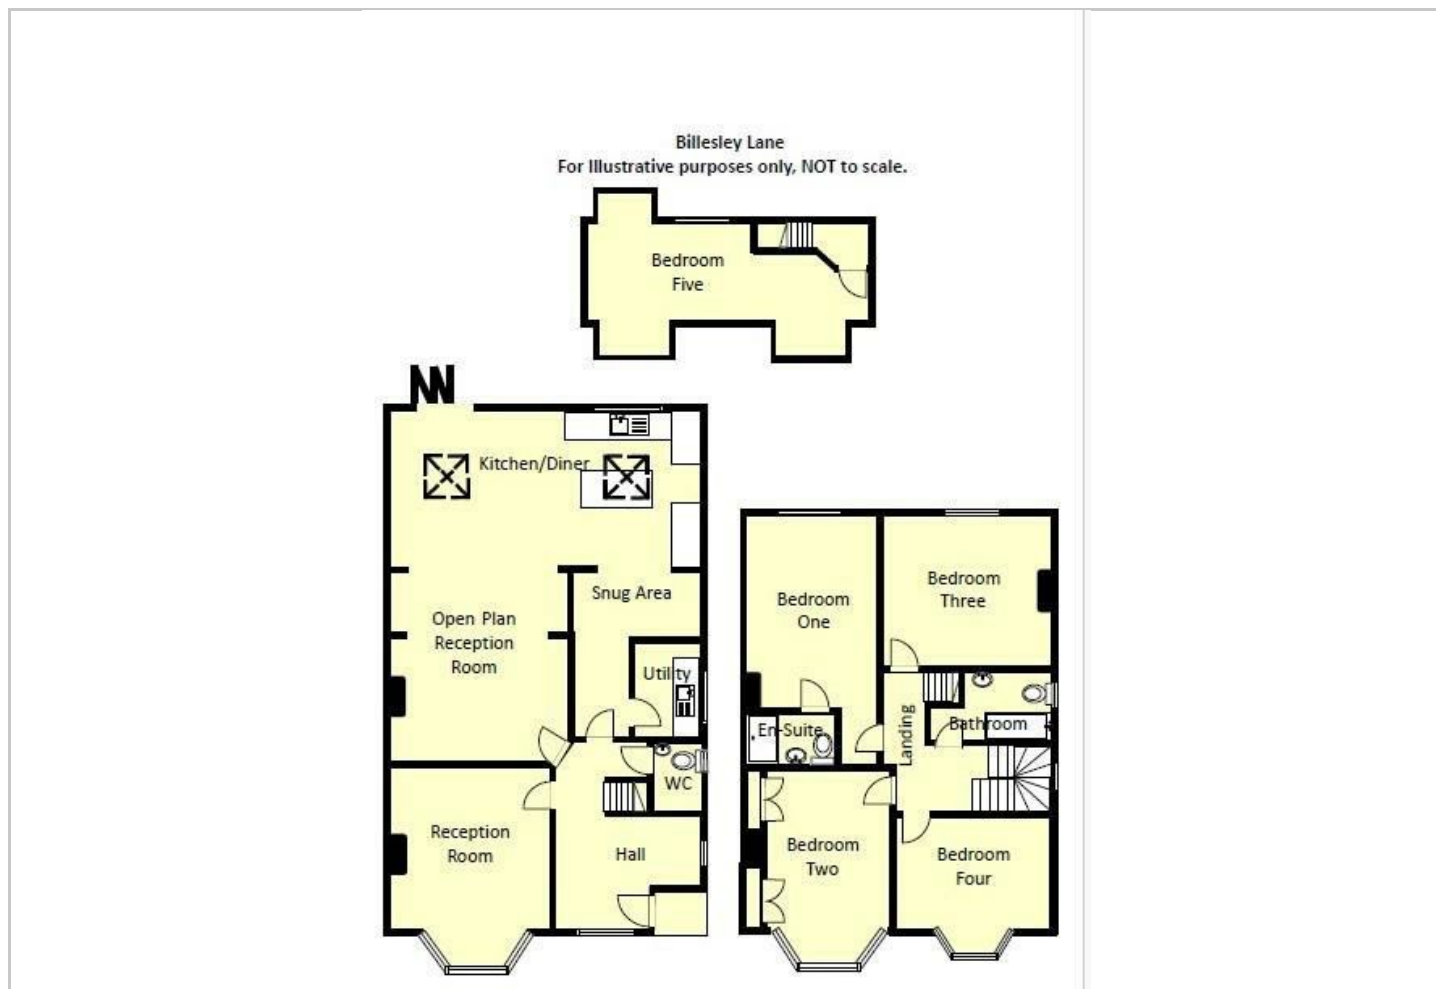 Billesley Lane
For Illustrative purposes only, NOT to scale.
Bedroom
Five
Kitchen/Diner
Snug Area
Open Plan
Reception
Room
Utility
WC
Reception
Room
Hall
Bedroom
One
Bedroom
Three
En-Suite
Landing
Bathroom
Bedroom
Two
Bedroom
Four